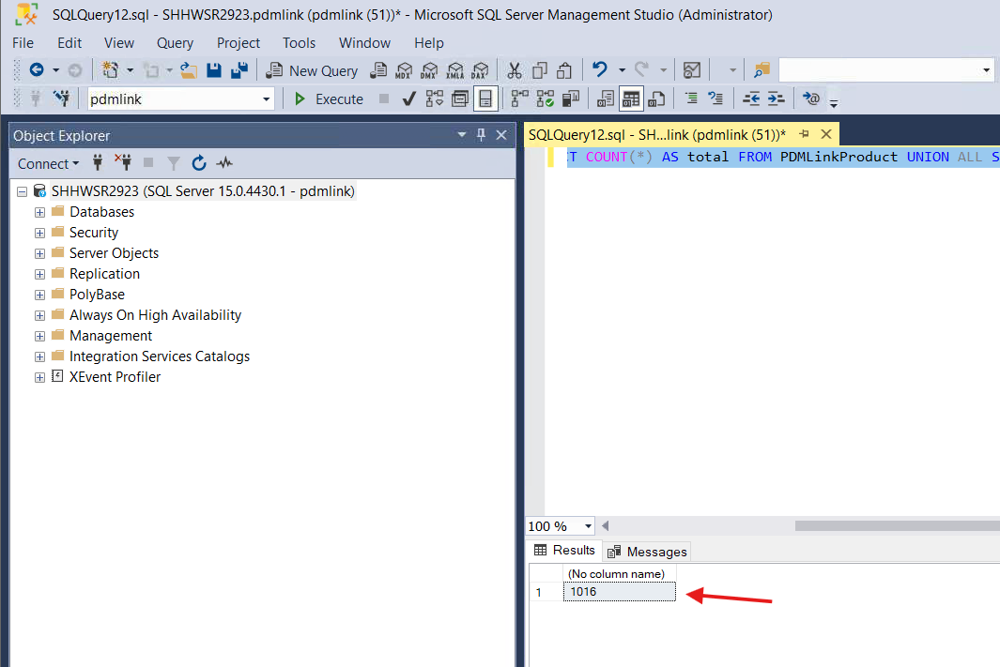 SQLQuery12.sql - SHHWSR2923.pdmlink (pdmlink (51))* - Microsoft SQL Server Management Studio (Administrator)
File Edit View Query Project Tools Window Help
New Query MDX DMX XMLA DAX
pdmlink Execute
Object Explorer
Connect
SHHWSR2923 (SQL Server 15.0.4430.1 - pdmlink)
Databases
Security
Server Objects
Replication
PolyBase
Always On High Availability
Management
Integration Services Catalogs
XEvent Profiler
SQLQuery12.sql - SH...link (pdmlink (51))*
CT COUNT(*) AS total FROM PDMLinkProduct UNION ALL S
100 %
Results Messages
(No column name)
1 1016